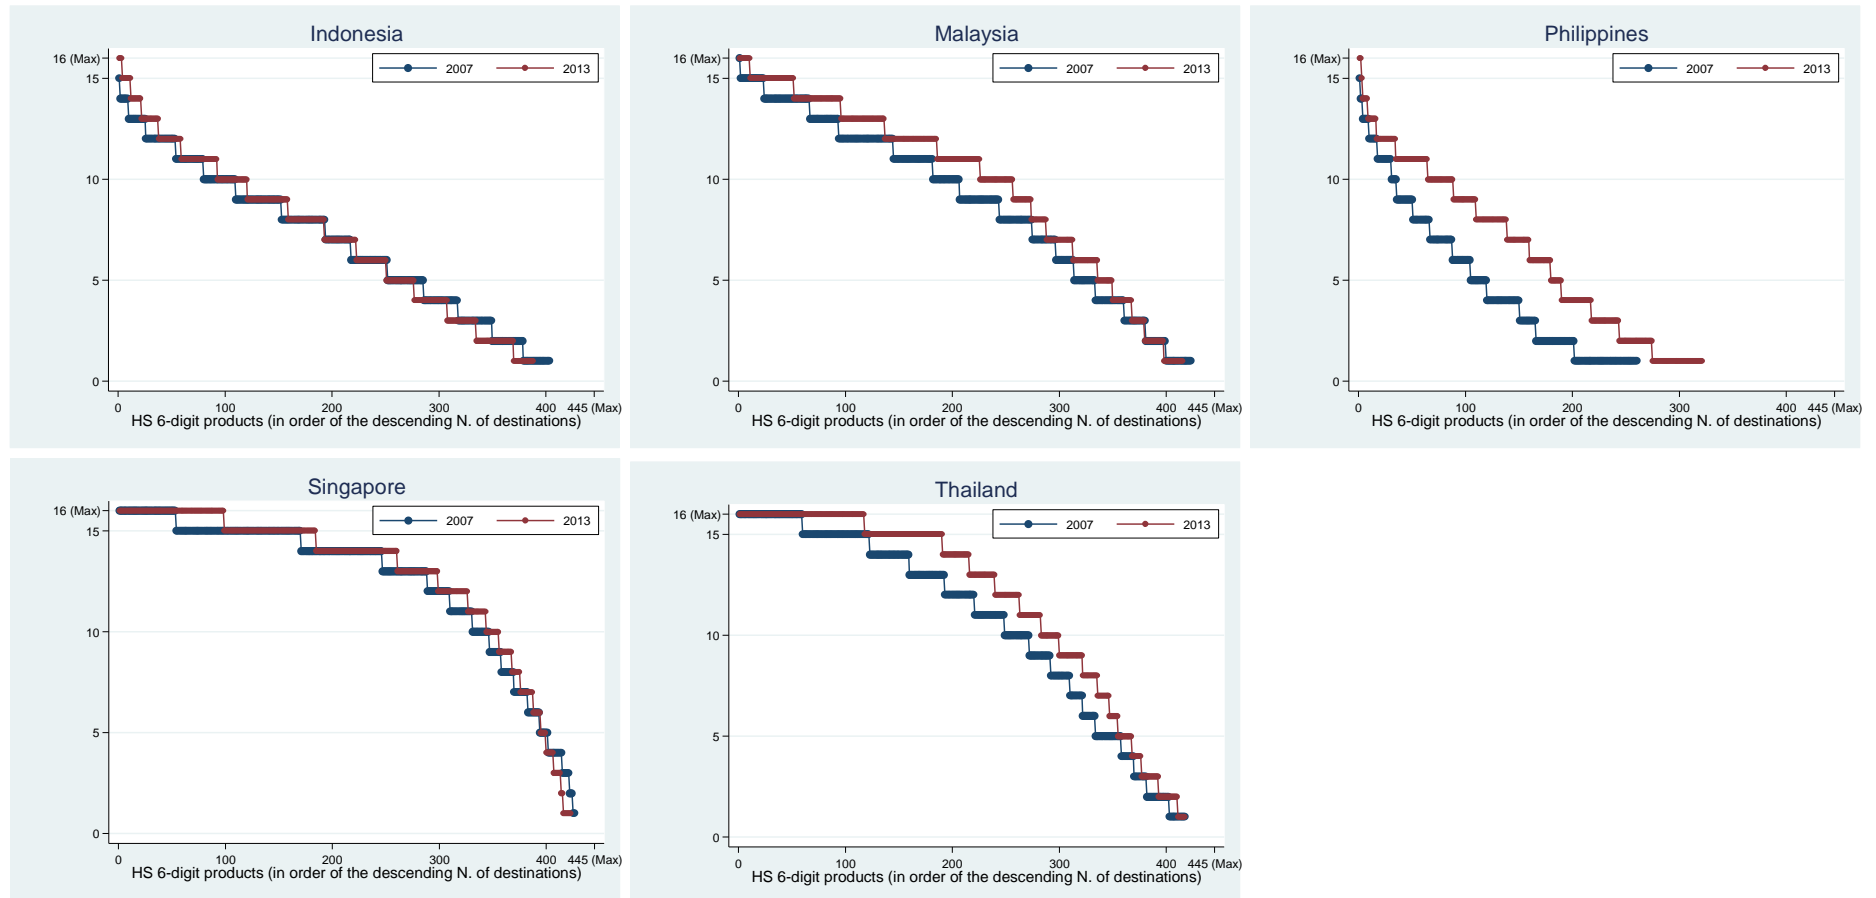 Indonesia
2007 2013
16 (Max)
15
10
5
0
0 100 200 300 400 445 (Max)
HS 6-digit products (in order of the descending N. of destinations)
Malaysia
2007 2013
16 (Max)
15
10
5
0
0 100 200 300 400 445 (Max)
HS 6-digit products (in order of the descending N. of destinations)
Philippines
2007 2013
16 (Max)
15
10
5
0
0 100 200 300 400 445 (Max)
HS 6-digit products (in order of the descending N. of destinations)
Singapore
2007 2013
16 (Max)
15
10
5
0
0 100 200 300 400 445 (Max)
HS 6-digit products (in order of the descending N. of destinations)
Thailand
2007 2013
16 (Max)
15
10
5
0
0 100 200 300 400 445 (Max)
HS 6-digit products (in order of the descending N. of destinations)